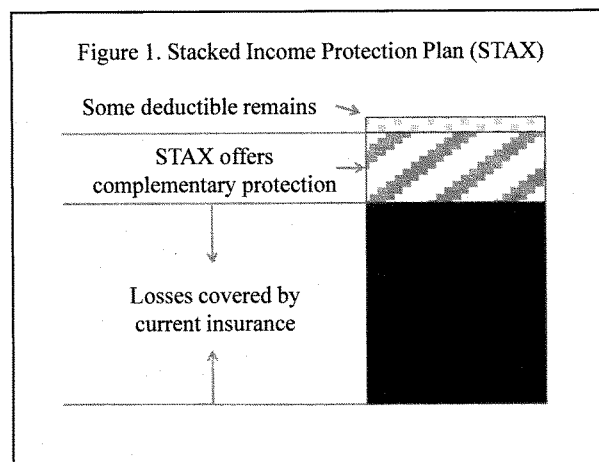 Figure 1. Stacked Income Protection Plan (STAX)
Some deductible remains
STAX offers
complementary protection
Losses covered by
current insurance